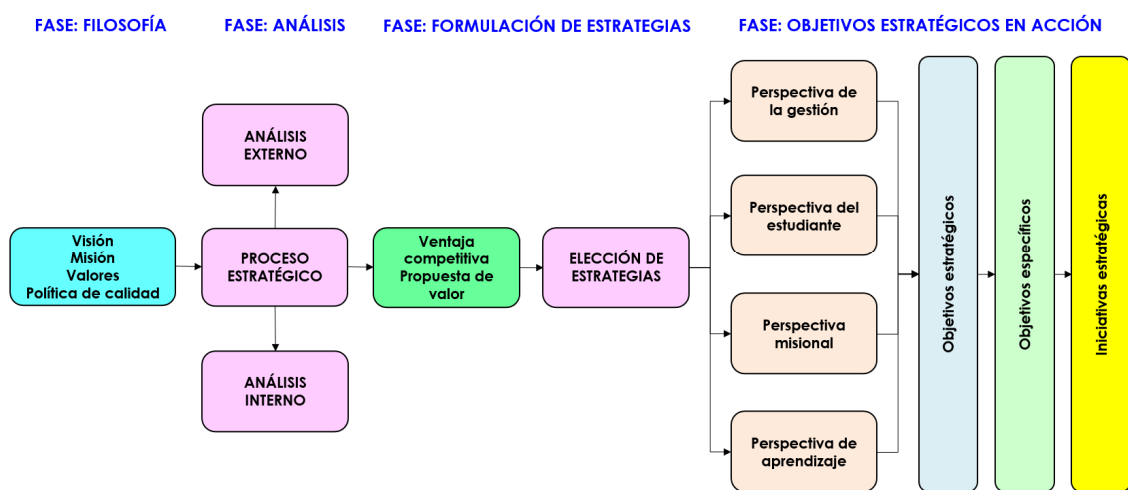 FASE: FILOSOFÍA
FASE: ANÁLISIS
FASE: FORMULACIÓN DE ESTRATEGIAS
FASE: OBJETIVOS ESTRATÉGICOS EN ACCIÓN
Visión
Misión
Valores
Política de calidad
ANÁLISIS
EXTERNO
PROCESO
ESTRATÉGICO
ANÁLISIS
INTERNO
Ventaja
competitiva
Propuesta de
valor
ELECCIÓN DE
ESTRATEGIAS
Perspectiva de
la gestión
Perspectiva del
estudiante
Perspectiva
misional
Perspectiva de
aprendizaje
Objetivos estratégicos
Objetivos específicos
Iniciativas estratégicas